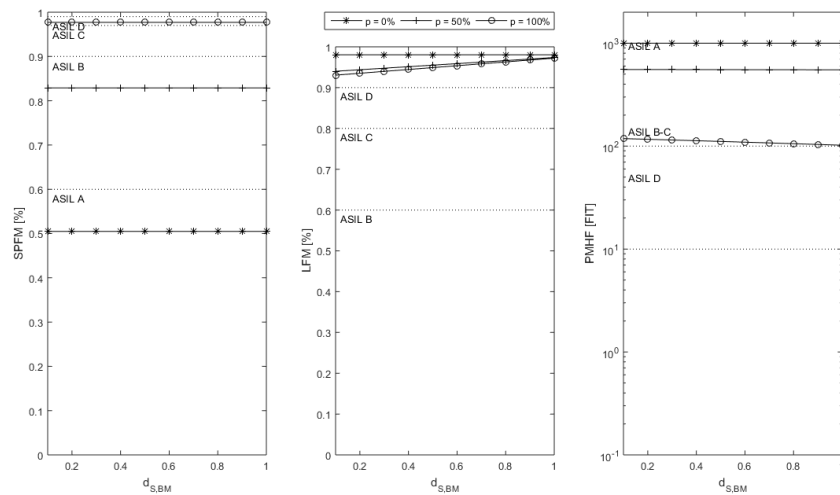 p = 0% p = 50% p = 100%
1
0.9
0.8
0.7
0.6
0.5
0.4
0.3
0.2
0.1
0
SPFM [%]
ASIL D
ASIL C
ASIL B
ASIL A
0.2 0.4 0.6 0.8 1
d_S,BM
1
0.9
0.8
0.7
0.6
0.5
0.4
0.3
0.2
0.1
0
LFM [%]
ASIL D
ASIL C
ASIL B
0.2 0.4 0.6 0.8 1
d_S,BM
10^3
10^2
10^1
10^0
10^-1
PMHF [FIT]
ASIL A
ASIL B-C
ASIL D
0.2 0.4 0.6 0.8
d_S,BM